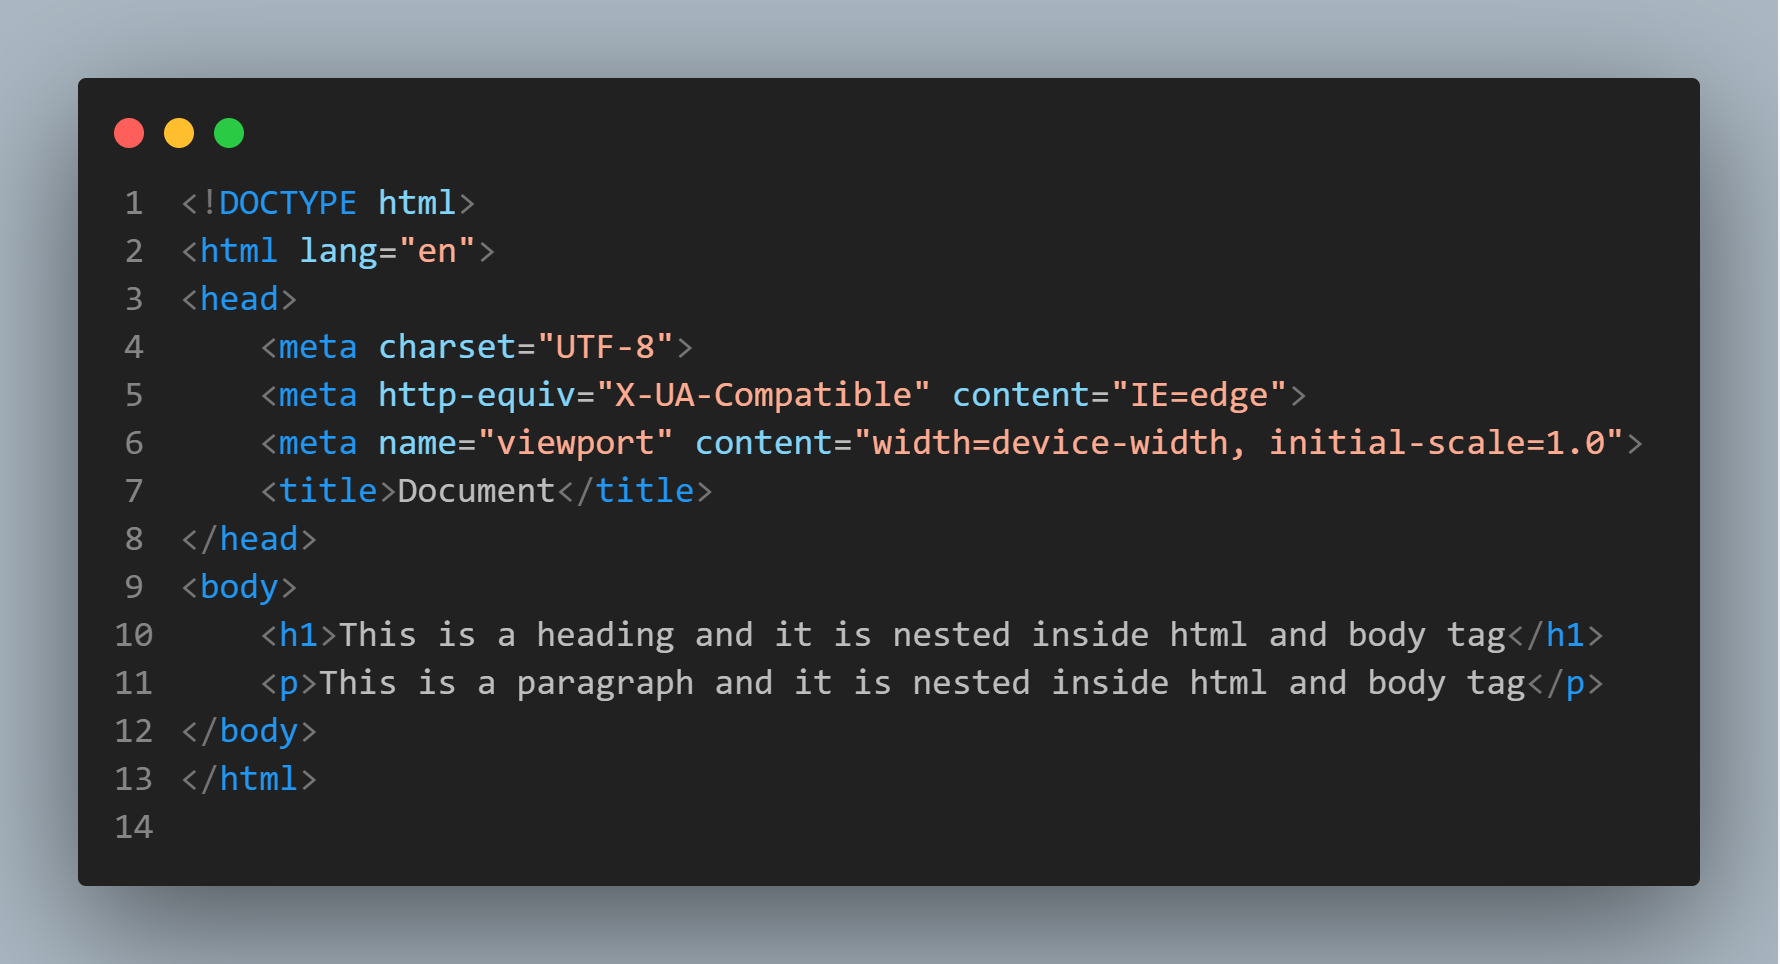 1 <!DOCTYPE html>
2 <html lang="en">
3 <head>
4     <meta charset="UTF-8">
5     <meta http-equiv="X-UA-Compatible" content="IE=edge">
6     <meta name="viewport" content="width=device-width, initial-scale=1.0">
7     <title>Document</title>
8 </head>
9 <body>
10     <h1>This is a heading and it is nested inside html and body tag</h1>
11     <p>This is a paragraph and it is nested inside html and body tag</p>
12 </body>
13 </html>
14